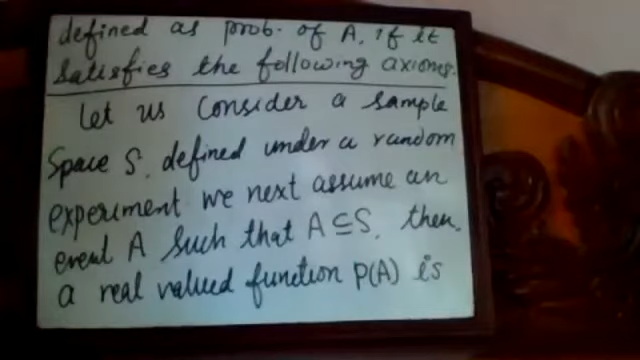 defined as prob. of A, if it
satisfies the following axioms.
Let us consider a sample
Space S, defined under a random
experiment we next assume an
event A such that A ⊆ S, then,
a real valued function P(A) is